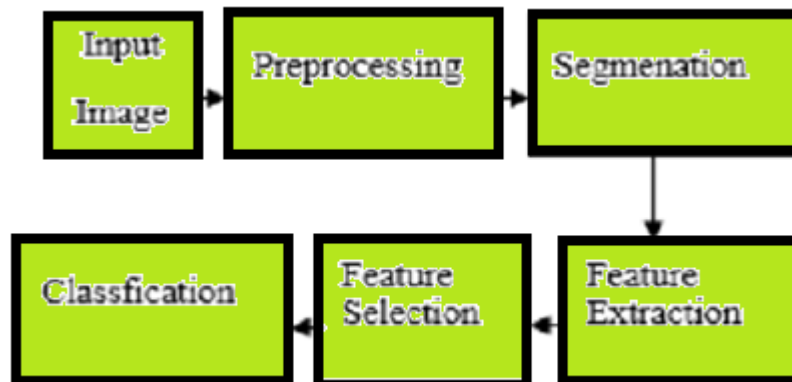 Input
Image
Preprocessing
Segmenation
Feature
Extraction
Feature
Selection
Classfication